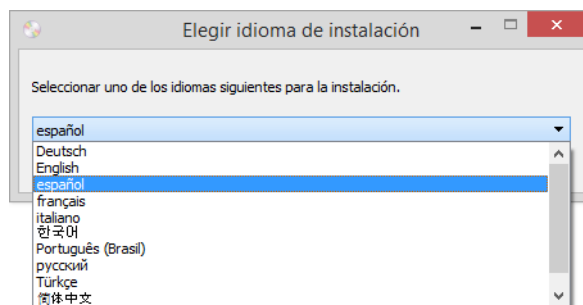 Elegir idioma de instalación
Seleccionar uno de los idiomas siguientes para la instalación.
español
Deutsch
English
español
français
italiano
한국어
Português (Brasil)
русский
Türkçe
简体中文